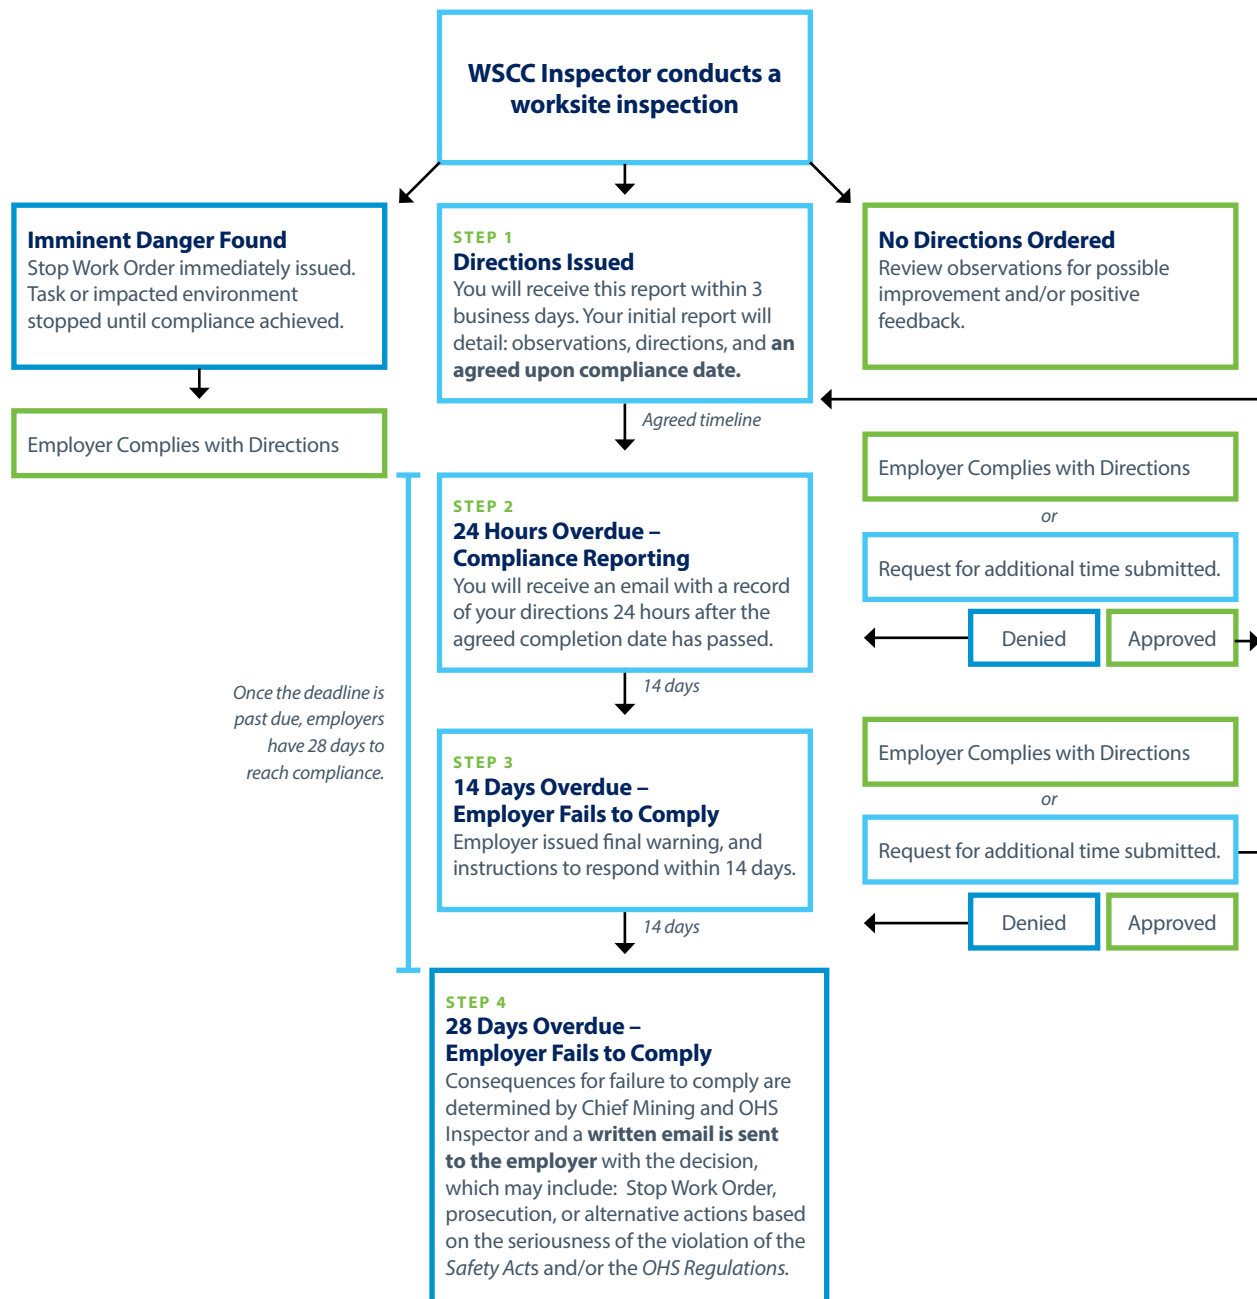 WSCC Inspector conducts a
worksite inspection
Imminent Danger Found
Stop Work Order immediately issued.
Task or impacted environment
stopped until compliance achieved.
Employer Complies with Directions
STEP 1
Directions Issued
You will receive this report within 3
business days. Your initial report will
detail: observations, directions, and an
agreed upon compliance date.
No Directions Ordered
Review observations for possible
improvement and/or positive
feedback.
Agreed timeline
STEP 2
24 Hours Overdue –
Compliance Reporting
You will receive an email with a record
of your directions 24 hours after the
agreed completion date has passed.
Employer Complies with Directions
or
Request for additional time submitted.
Denied
Approved
14 days
Once the deadline is
past due, employers
have 28 days to
reach compliance.
STEP 3
14 Days Overdue –
Employer Fails to Comply
Employer issued final warning, and
instructions to respond within 14 days.
Employer Complies with Directions
or
Request for additional time submitted.
Denied
Approved
14 days
STEP 4
28 Days Overdue –
Employer Fails to Comply
Consequences for failure to comply are
determined by Chief Mining and OHS
Inspector and a written email is sent
to the employer with the decision,
which may include:  Stop Work Order,
prosecution, or alternative actions based
on the seriousness of the violation of the
Safety Acts and/or the OHS Regulations.